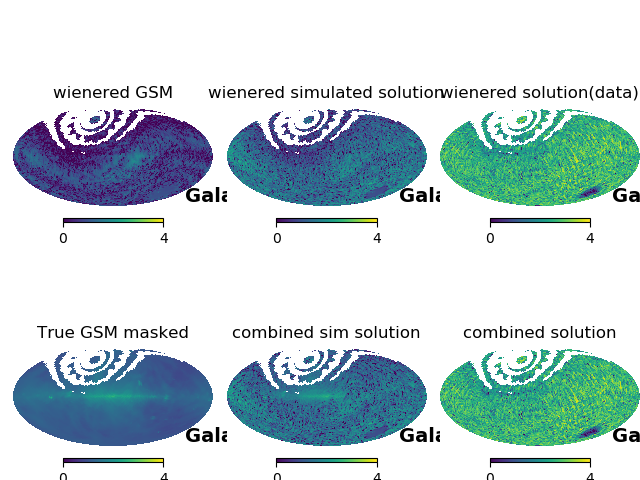 wienered GSM
wienered simulated solution
wienered solution(data)
Gala
Gala
Ga
0 4
0 4
0 4
True GSM masked
combined sim solution
combined solution
Gala
Gala
Ga
0 4
0 4
0 4